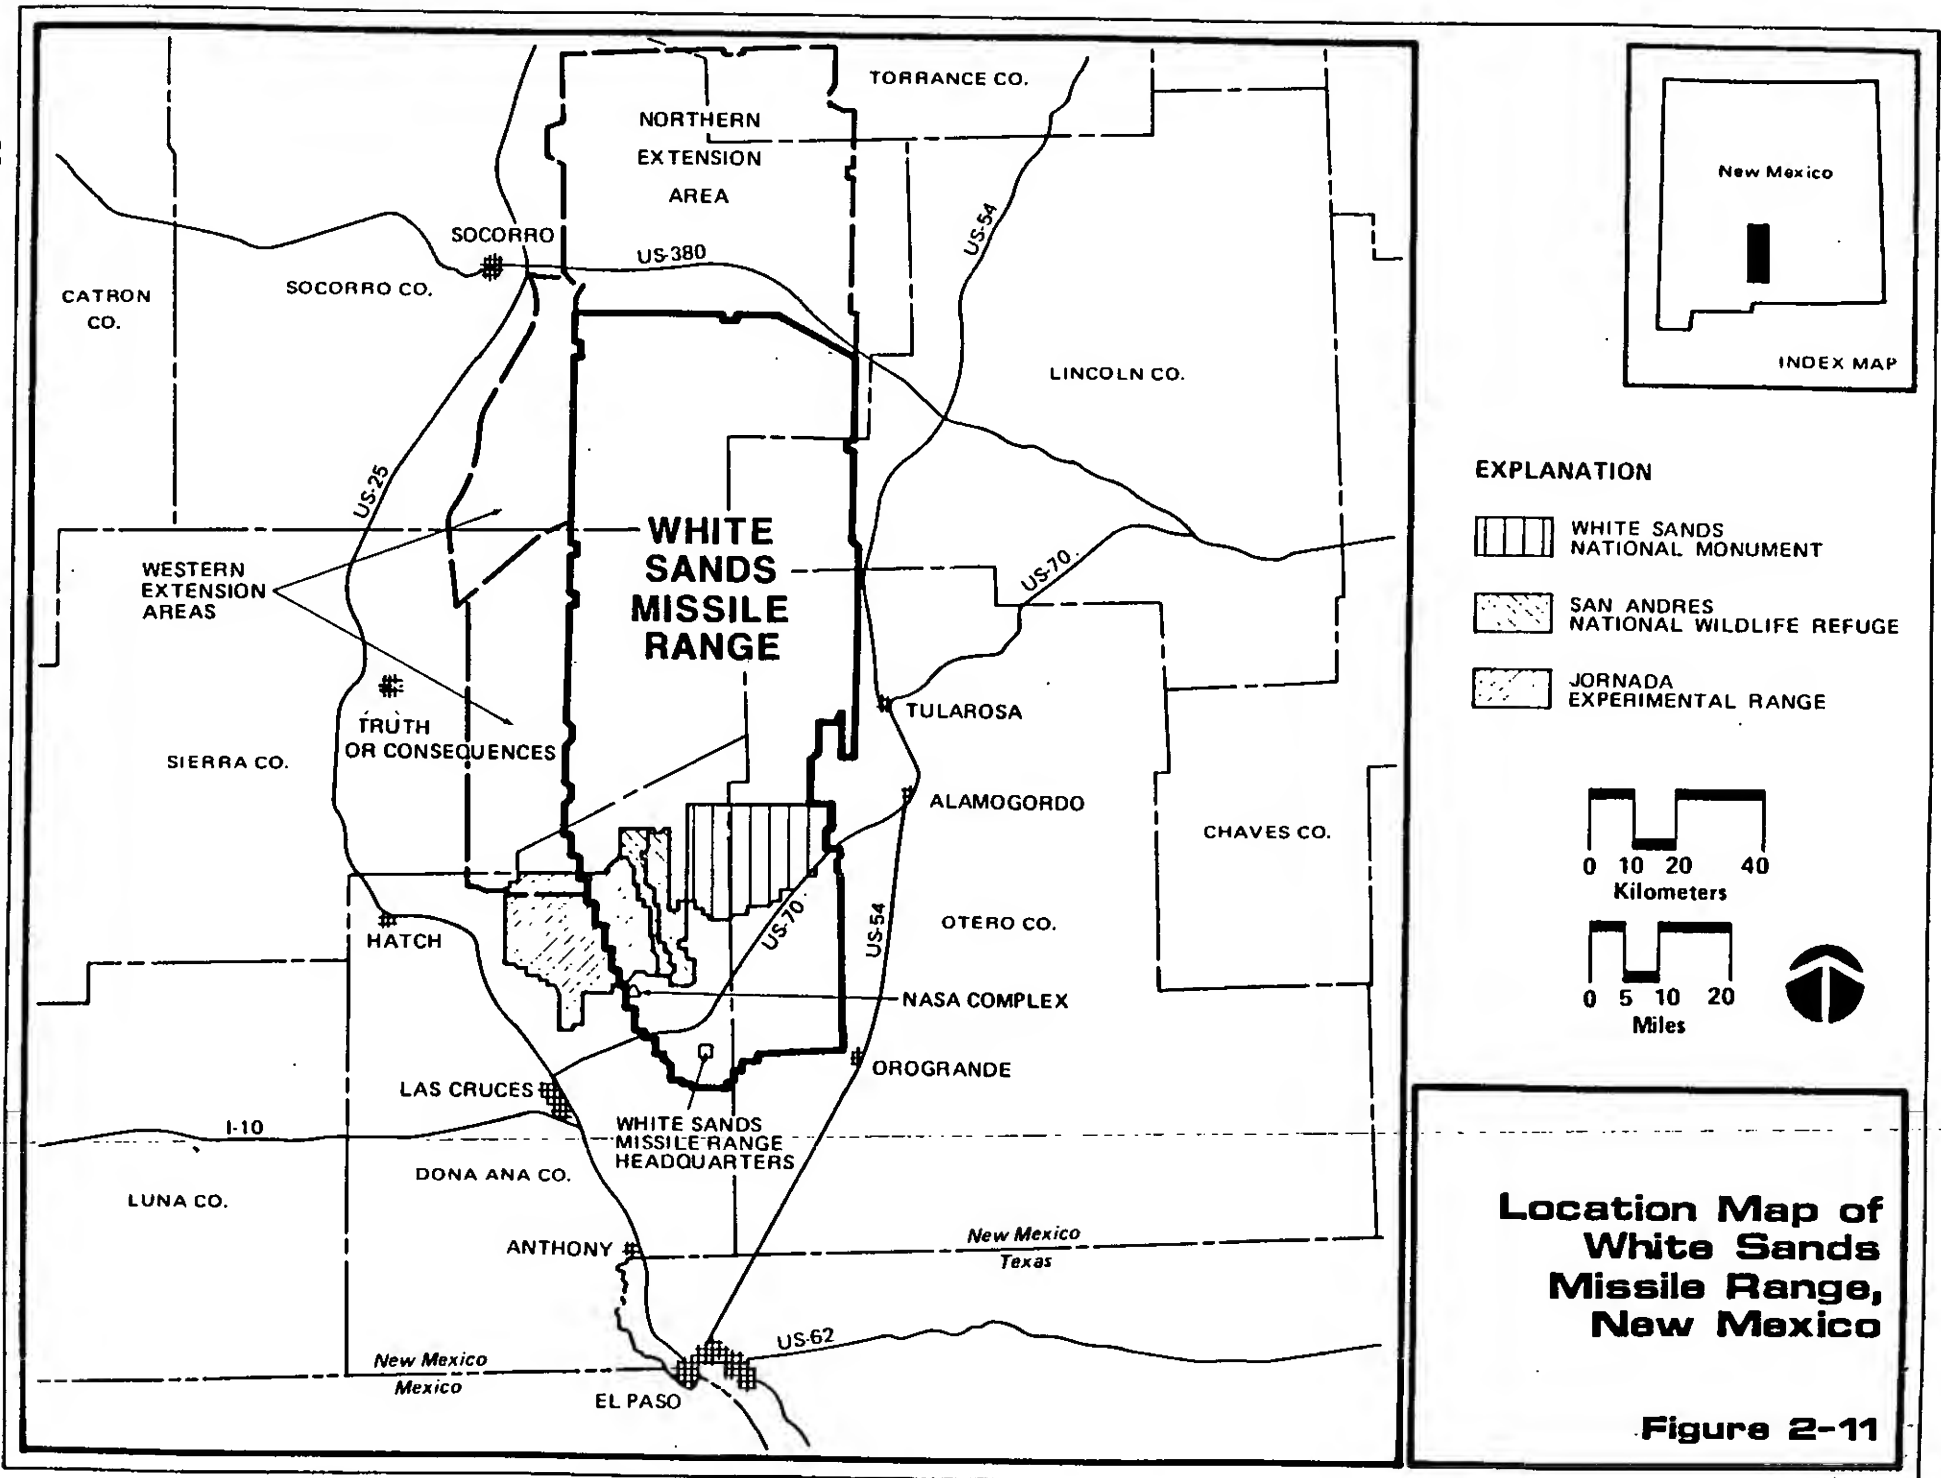 TORRANCE CO.
NORTHERN
EXTENSION
AREA
US-54
SOCORRO
US-380
SOCORRO CO.
CATRON
CO.
LINCOLN CO.
US-25
WHITE
SANDS
MISSILE
RANGE
WESTERN
EXTENSION
AREAS
US-70
TRUTH
OR CONSEQUENCES
TULAROSA
SIERRA CO.
ALAMOGORDO
CHAVES CO.
HATCH
US-70
US-54
OTERO CO.
NASA COMPLEX
OROGRANDE
LAS CRUCES
WHITE SANDS
MISSILE RANGE
HEADQUARTERS
I-10
DONA ANA CO.
LUNA CO.
ANTHONY
New Mexico
Texas
US-62
New Mexico
Mexico
EL PASO
New Mexico
INDEX MAP
EXPLANATION
WHITE SANDS
NATIONAL MONUMENT
SAN ANDRES
NATIONAL WILDLIFE REFUGE
JORNADA
EXPERIMENTAL RANGE
0 10 20 40
Kilometers
0 5 10 20
Miles
Location Map of
White Sands
Missile Range,
New Mexico
Figure 2-11